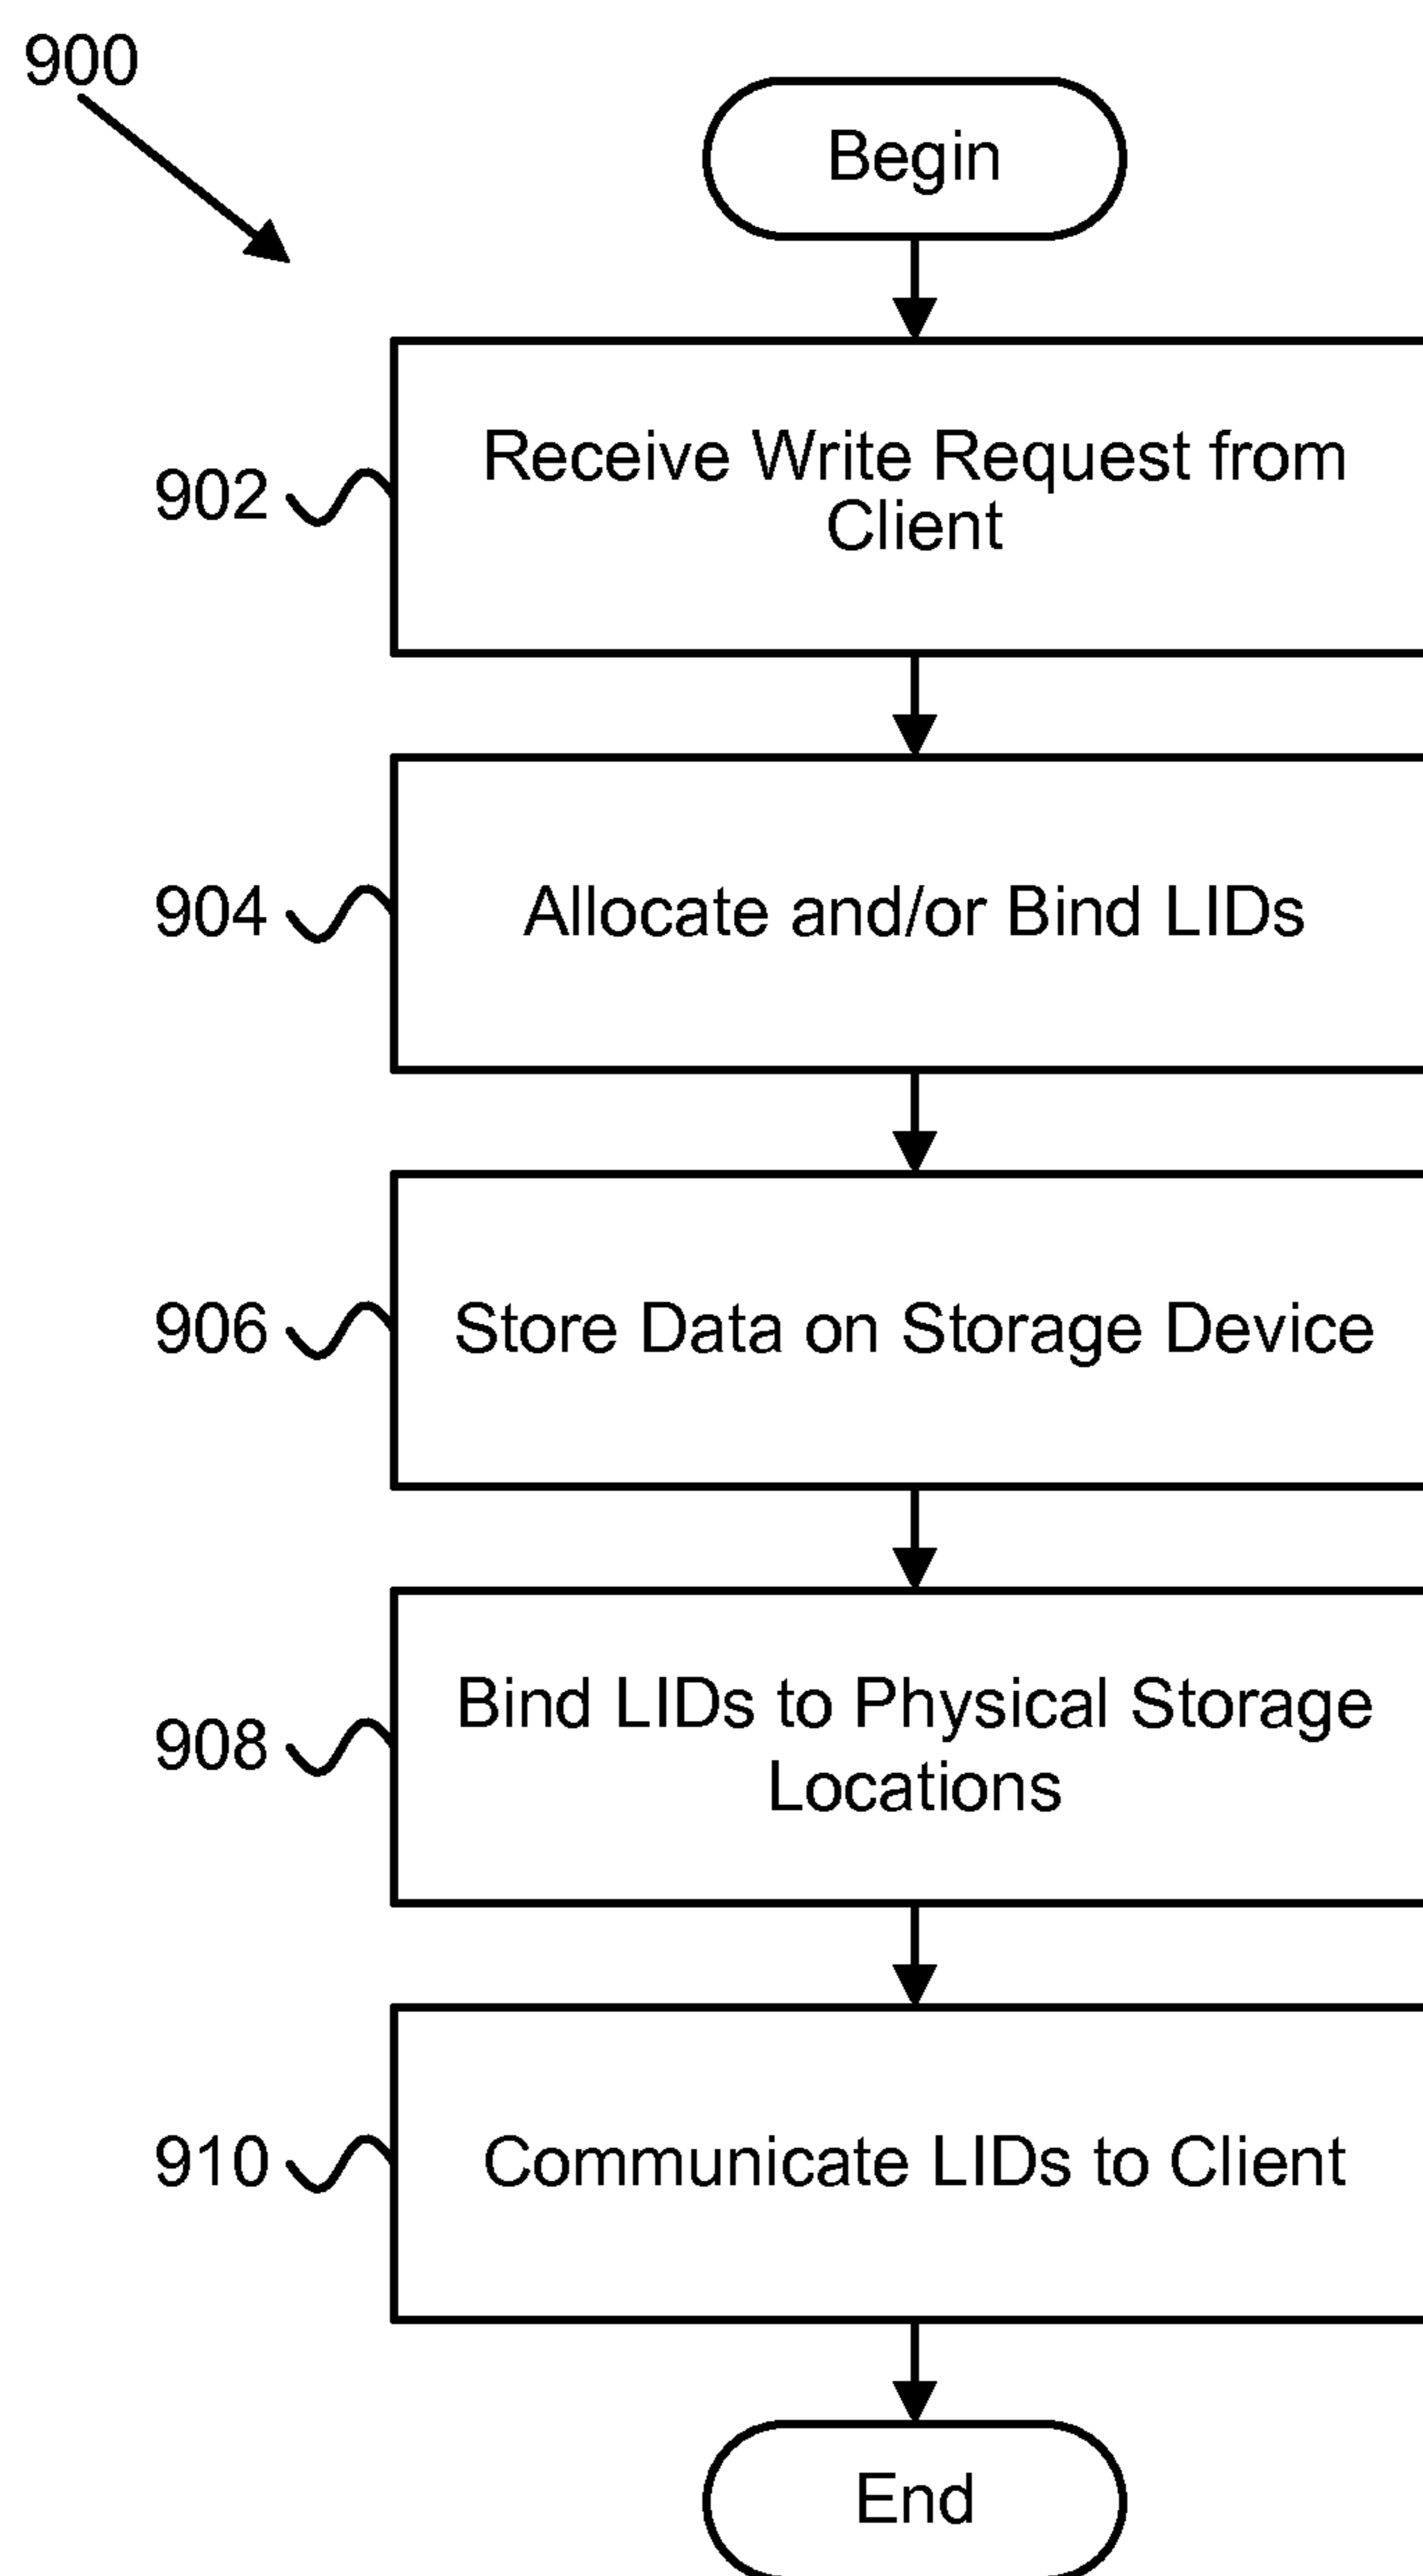 900
Begin
Receive Write Request from
Client
902
Allocate and/or Bind LIDs
904
Store Data on Storage Device
906
Bind LIDs to Physical Storage
Locations
908
Communicate LIDs to Client
910
End